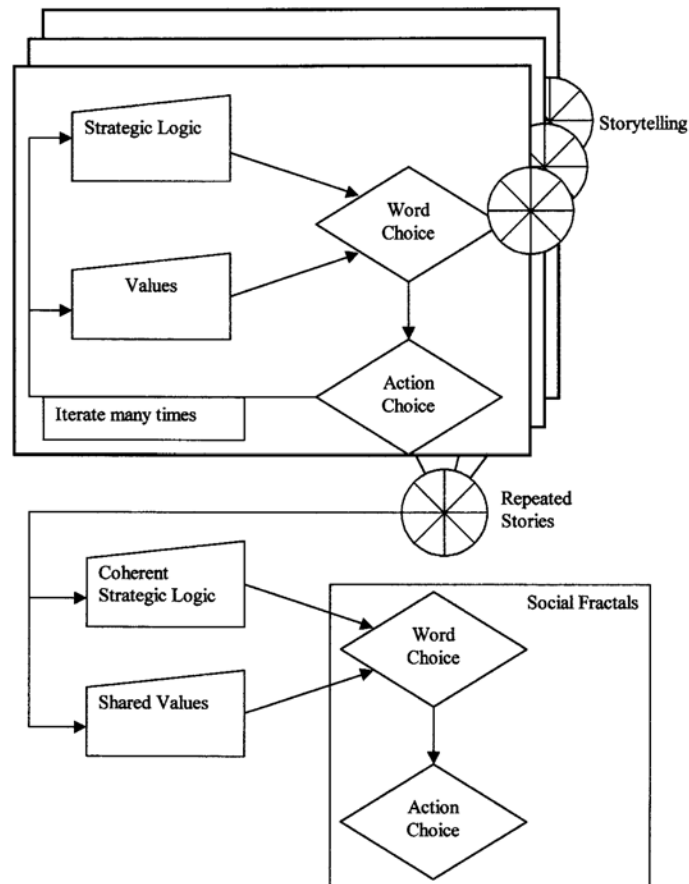 Storytelling
Strategic Logic
Word
Choice
Values
Action
Choice
Iterate many times
Repeated
Stories
Coherent
Strategic Logic
Social Fractals
Word
Choice
Shared Values
Action
Choice